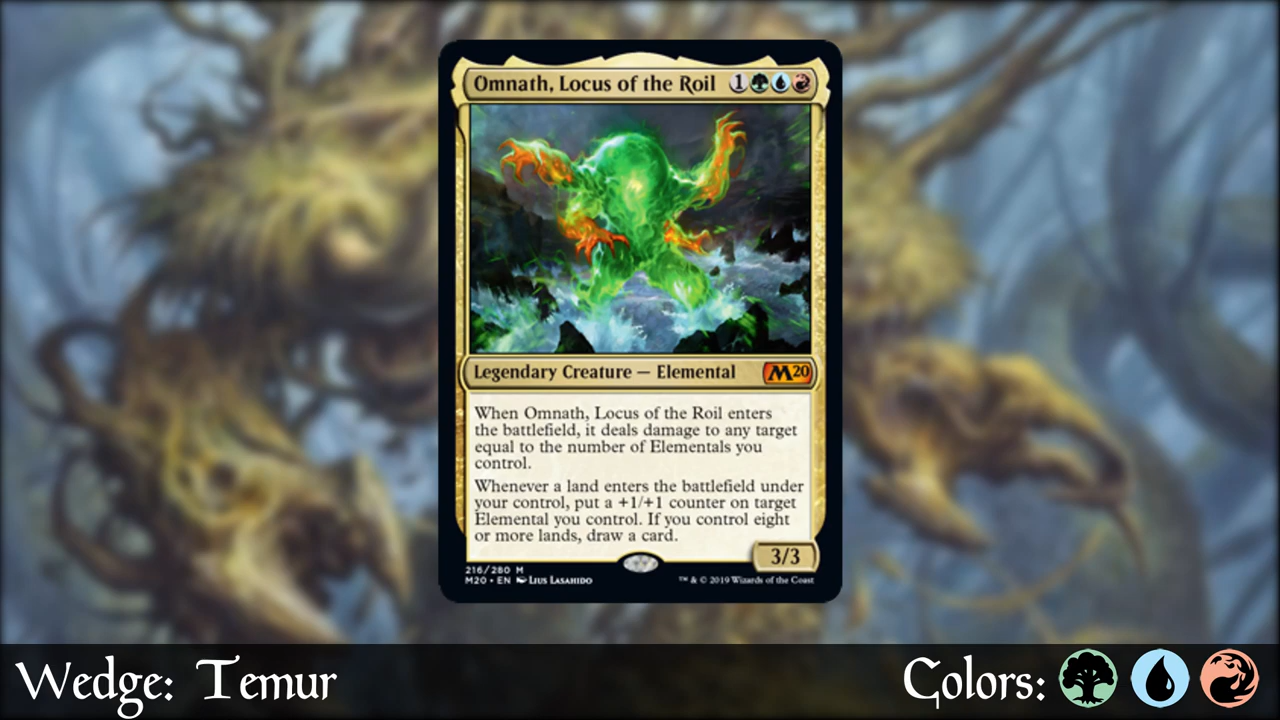 Omnath, Locus of the Roil 1
Legendary Creature — Elemental M20
When Omnath, Locus of the Roil enters
the battlefield, it deals damage to any target
equal to the number of Elementals you
control.
Whenever a land enters the battlefield under
your control, put a +1/+1 counter on target
Elemental you control. If you control eight
or more lands, draw a card.
3/3
216/280 M
M20 • EN Lius Lasahido
™ & © 2019 Wizards of the Coast
Wedge: Temur
Colors: